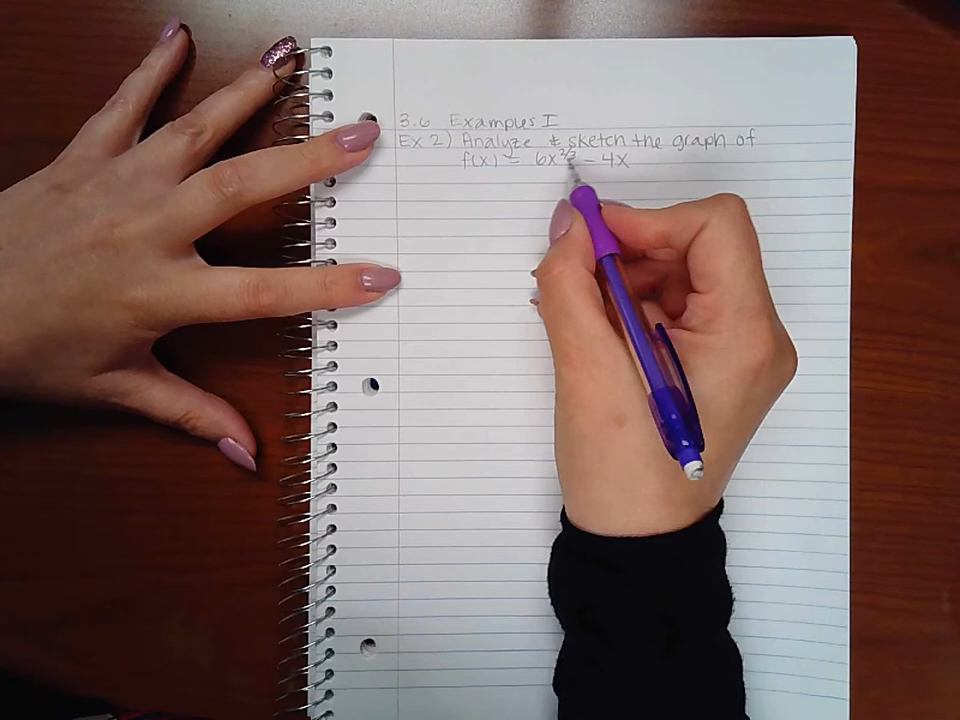 3.6 Examples I
Ex 2) Analyze & sketch the graph of
f(x) = 6x^2/3 - 4x